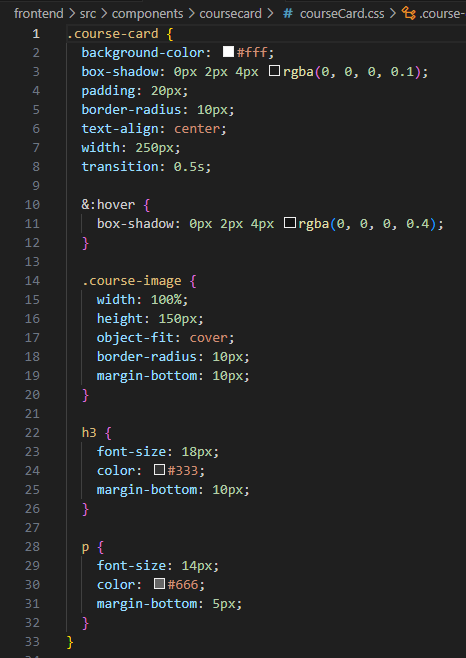 frontend > src > components > coursecard > # courseCard.css > .course-
1 .course-card {
2 background-color: #fff;
3 box-shadow: 0px 2px 4px rgba(0, 0, 0, 0.1);
4 padding: 20px;
5 border-radius: 10px;
6 text-align: center;
7 width: 250px;
8 transition: 0.5s;
9
10 &:hover {
11 box-shadow: 0px 2px 4px rgba(0, 0, 0, 0.4);
12 }
13
14 .course-image {
15 width: 100%;
16 height: 150px;
17 object-fit: cover;
18 border-radius: 10px;
19 margin-bottom: 10px;
20 }
21
22 h3 {
23 font-size: 18px;
24 color: #333;
25 margin-bottom: 10px;
26 }
27
28 p {
29 font-size: 14px;
30 color: #666;
31 margin-bottom: 5px;
32 }
33 }